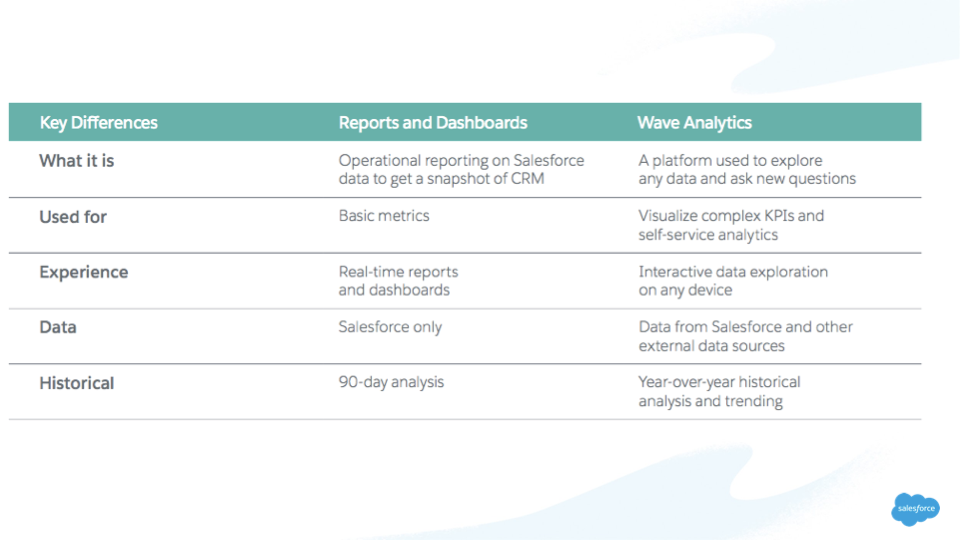 Key Differences Reports and Dashboards Wave Analytics
What it is Operational reporting on Salesforce A platform used to explore
data to get a snapshot of CRM any data and ask new questions
Used for Basic metrics Visualize complex KPIs and
self-service analytics
Experience Real-time reports Interactive data exploration
and dashboards on any device
Data Salesforce only Data from Salesforce and other
external data sources
Historical 90-day analysis Year-over-year historical
analysis and trending
salesforce